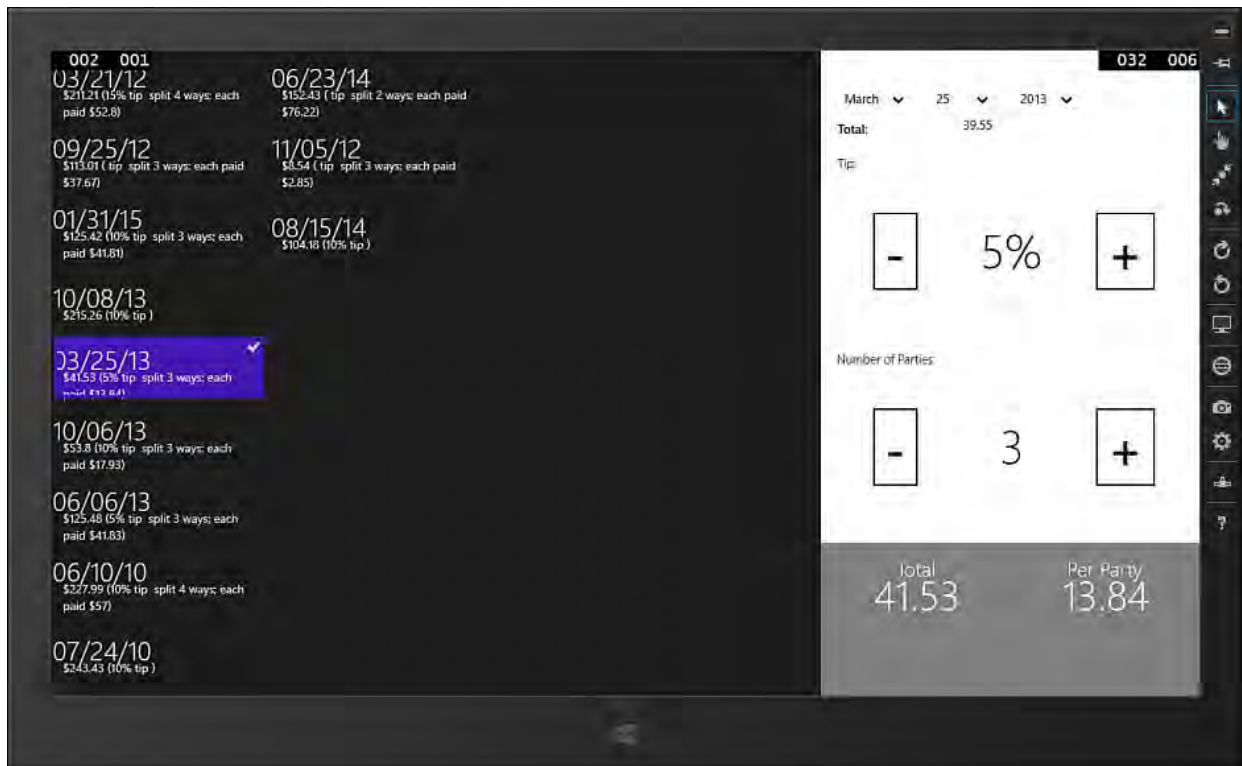 002 001
03/21/12
$211.21 (15% tip split 4 ways; each
paid $52.8)
09/25/12
$113.01 ( tip split 3 ways; each paid
$37.67)
01/31/15
$125.42 (10% tip split 3 ways; each
paid $41.81)
10/08/13
$215.26 (10% tip )
03/25/13
$41.53 (5% tip split 3 ways; each
paid $13.84)
10/06/13
$53.8 (10% tip split 3 ways; each
paid $17.93)
06/06/13
$125.48 (5% tip split 3 ways; each
paid $41.83)
06/10/10
$227.99 (10% tip split 4 ways; each
paid $57)
07/24/10
$243.43 (10% tip )
06/23/14
$152.43 ( tip split 2 ways; each paid
$76.22)
11/05/12
$8.54 ( tip split 3 ways; each paid
$2.85)
08/15/14
$104.18 (10% tip )
032 006
March 25 2013
Total: 39.55
Tip:
- 5% +
Number of Parties:
- 3 +
Total Per Party
41.53 13.84
?